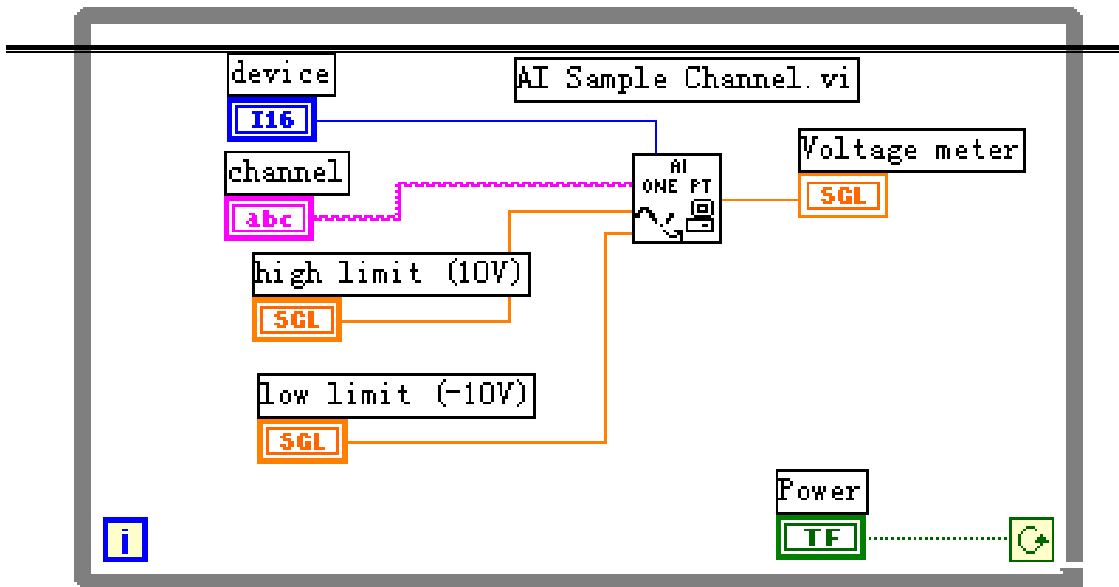 device
AI Sample Channel.vi
I16
Voltage meter
channel
AI
ONE PT
SGL
abc
high limit (10V)
SGL
low limit (-10V)
SGL
Power
i
TF